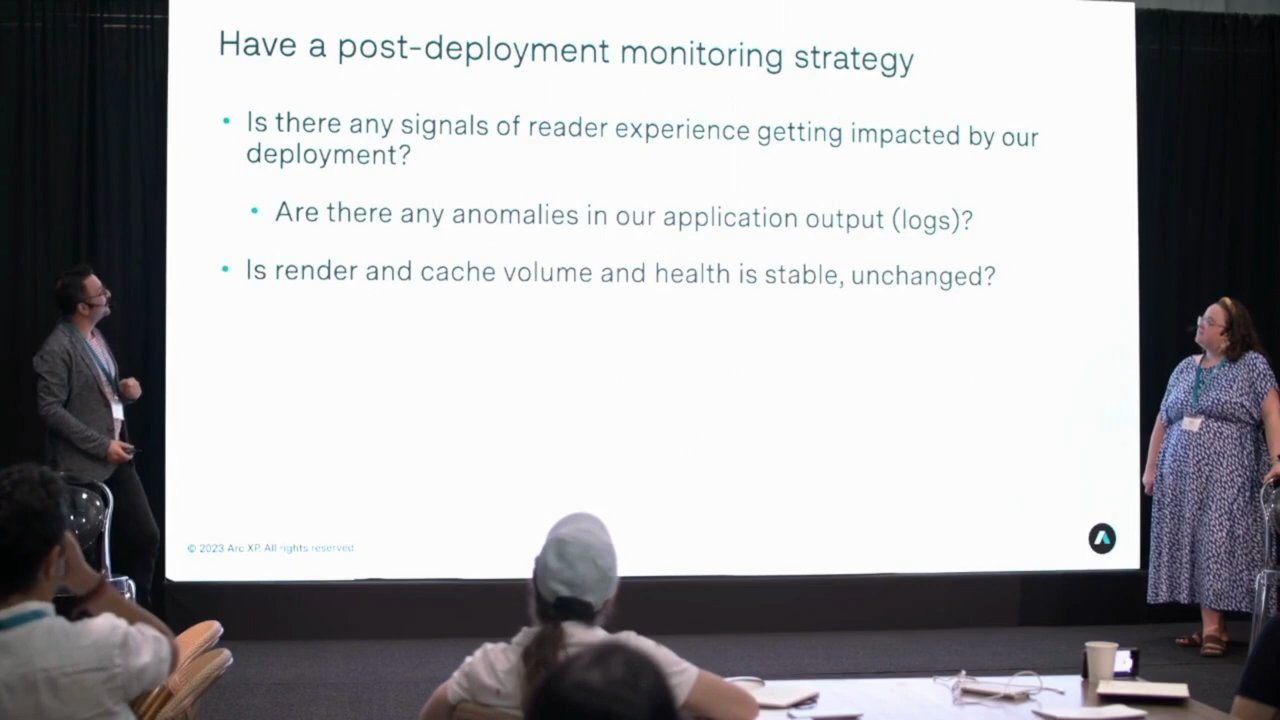 Have a post-deployment monitoring strategy
• Is there any signals of reader experience getting impacted by our
deployment?
• Are there any anomalies in our application output (logs)?
• Is render and cache volume and health is stable, unchanged?
© 2023 Arc XP. All rights reserved.